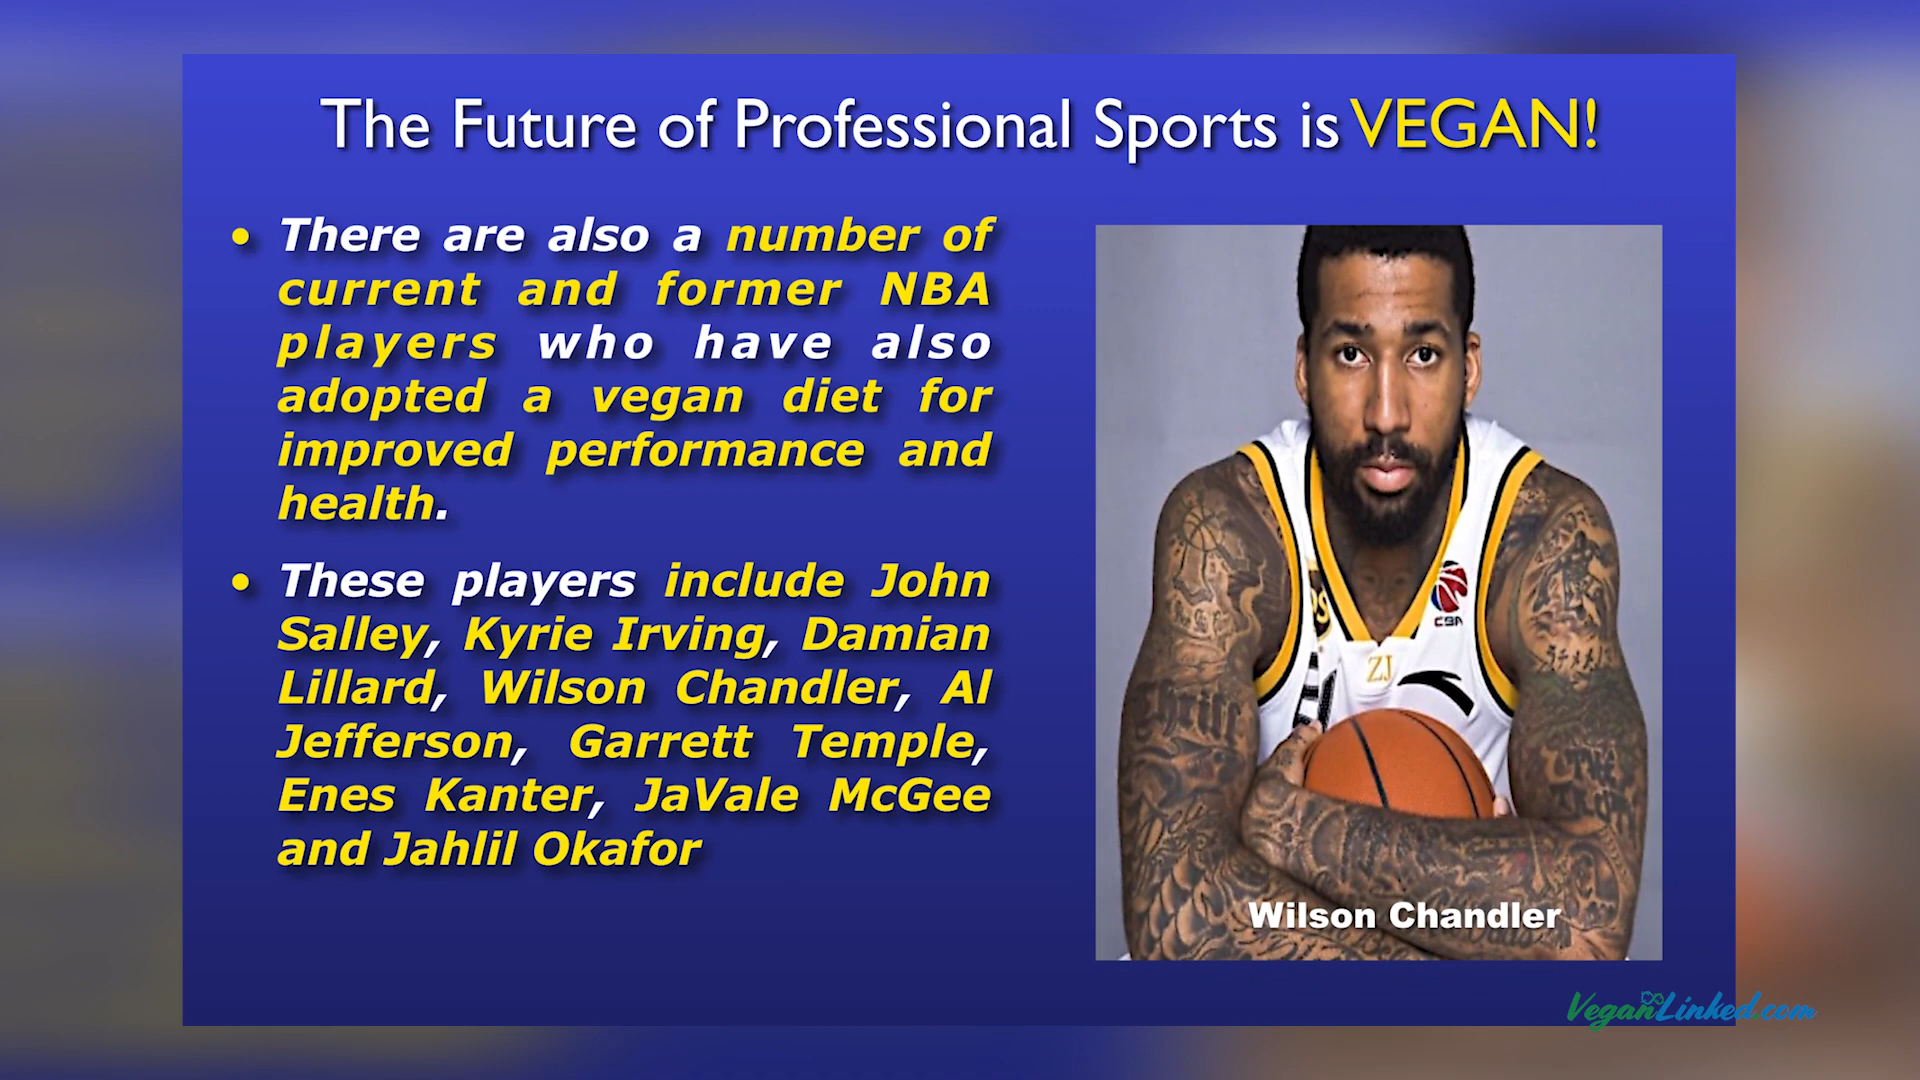 The Future of Professional Sports is VEGAN!
• There are also a number of
current and former NBA
players who have also
adopted a vegan diet for
improved performance and
health.
• These players include John
Salley, Kyrie Irving, Damian
Lillard, Wilson Chandler, Al
Jefferson, Garrett Temple,
Enes Kanter, JaVale McGee
and Jahlil Okafor
CBA
ZJ
Wilson Chandler
VeganLinked.com